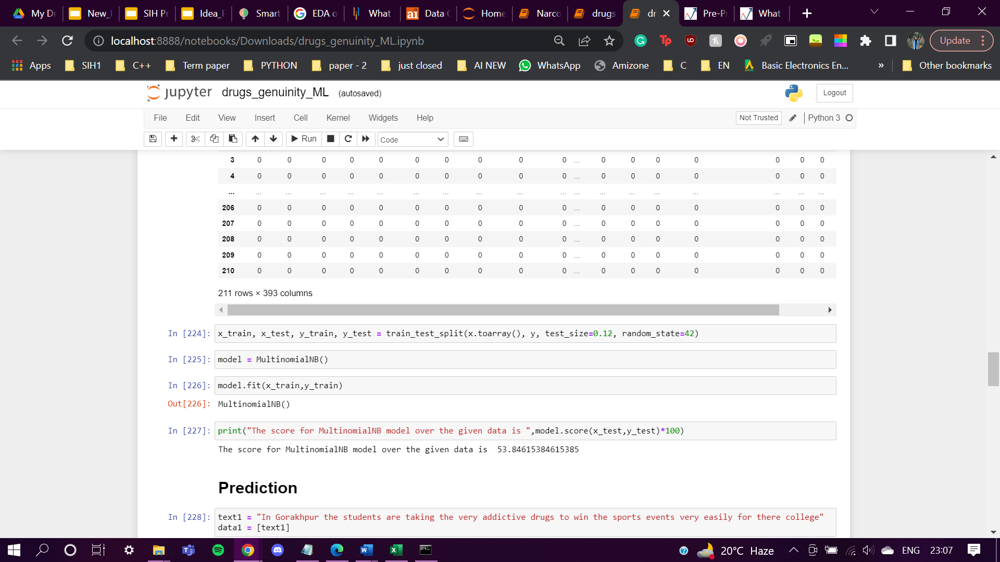 My Dr
New_I
SIH Pr
Idea_F
Smart
EDA o
What
Data (
Home
Narco
drugs
dr
Pre-P
What
localhost:8888/notebooks/Downloads/drugs_genuinity_ML.ipynb
Update
Apps
SIH1
C++
Term paper
PYTHON
paper - 2
just closed
AI NEW
WhatsApp
Amizone
C
EN
Basic Electronics En...
»
Other bookmarks
jupyter drugs_genuinity_ML (autosaved)
Logout
File Edit View Insert Cell Kernel Widgets Help
Not Trusted
Python 3
Run
Code
3 0 0 0 0 0 0 0 0 0 0 ... 0 0 0 0 0 0 0
4 0 0 0 0 0 0 0 0 0 0 ... 0 0 0 0 0 0 0
... ... ... ... ... ... ... ... ... ... ... ... ... ... ... ... ... ... ...
206 0 0 0 0 0 0 0 0 0 0 ... 0 0 0 0 0 0 0
207 0 0 0 0 0 0 0 0 0 0 ... 0 0 0 0 0 0 0
208 0 0 0 0 0 0 0 0 0 0 ... 0 0 0 0 0 0 0
209 0 0 0 0 0 0 0 0 0 0 ... 0 0 0 0 0 0 0
210 0 0 0 0 0 0 0 0 0 0 ... 0 0 0 0 0 0 0
211 rows × 393 columns
In [224]: x_train, x_test, y_train, y_test = train_test_split(x.toarray(), y, test_size=0.12, random_state=42)
In [225]: model = MultinomialNB()
In [226]: model.fit(x_train,y_train)
Out[226]: MultinomialNB()
In [227]: print("The score for MultinomialNB model over the given data is ",model.score(x_test,y_test)*100)
The score for MultinomialNB model over the given data is  53.84615384615385
Prediction
In [228]: text1 = "In Gorakhpur the students are taking the very addictive drugs to win the sports events very easily for there college"
data1 = [text1]
20°C Haze
ENG
23:07